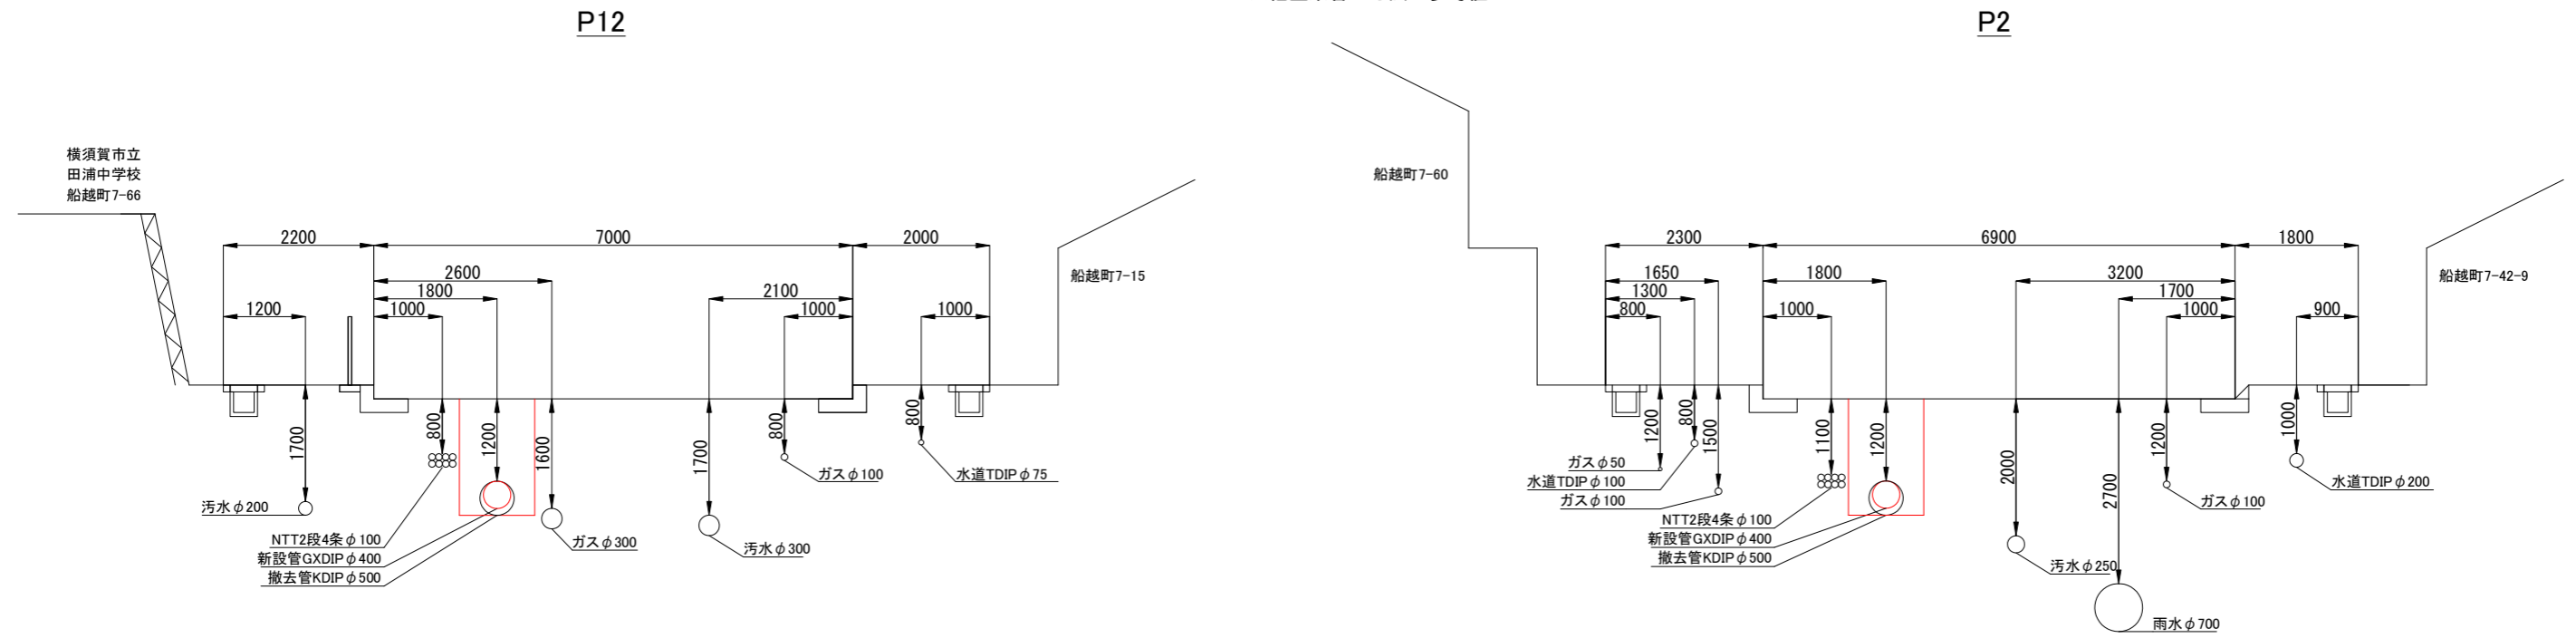 P12
横須賀市立
田浦中学校
船越町7-66
2200
7000
2000
2600
1800
1000
2100
1000
1200
1000
船越町7-15
1700
800
1200
1600
1700
800
800
汚水φ200
NTT2段4条φ100
新設管GXDIPφ400
撤去管KDIPφ500
ガスφ300
汚水φ300
ガスφ100
水道TDIPφ75
P2
船越町7-60
2300
6900
1800
1650
1300
800
1800
1000
3200
1700
1000
900
船越町7-42-9
1200
800
1500
1100
1200
2000
2700
1200
1000
ガスφ50
水道TDIPφ100
ガスφ100
NTT2段4条φ100
新設管GXDIPφ400
撤去管KDIPφ500
汚水φ250
雨水φ700
ガスφ100
水道TDIPφ200